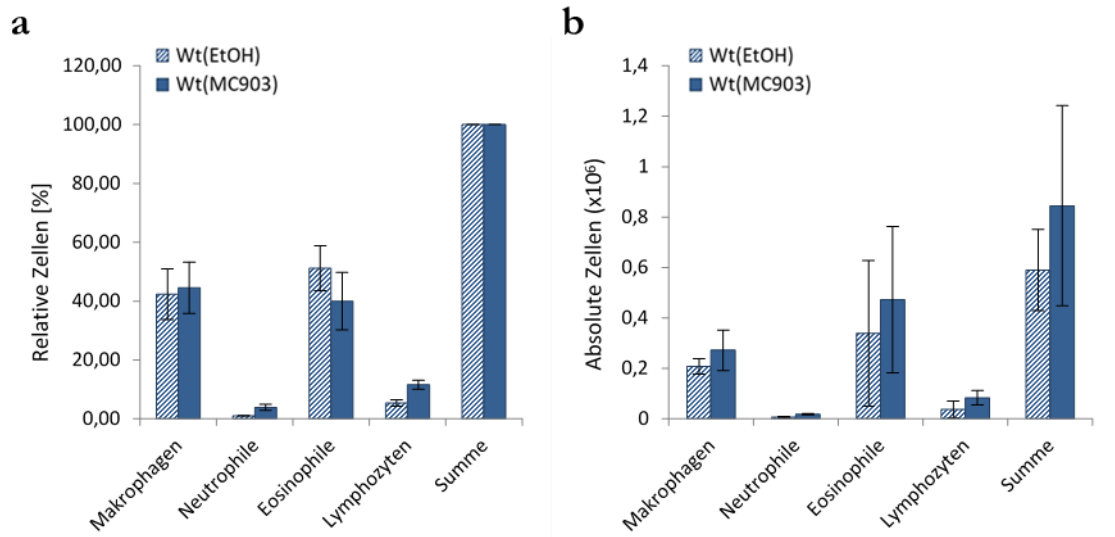 a
Wt(EtOH)
Wt(MC903)
Relative Zellen [%]
120,00
100,00
80,00
60,00
40,00
20,00
0,00
Makrophagen
Neutrophile
Eosinophile
Lymphozyten
Summe
b
Wt(EtOH)
Wt(MC903)
Absolute Zellen (x10⁶)
1,4
1,2
1
0,8
0,6
0,4
0,2
0
Makrophagen
Neutrophile
Eosinophile
Lymphozyten
Summe